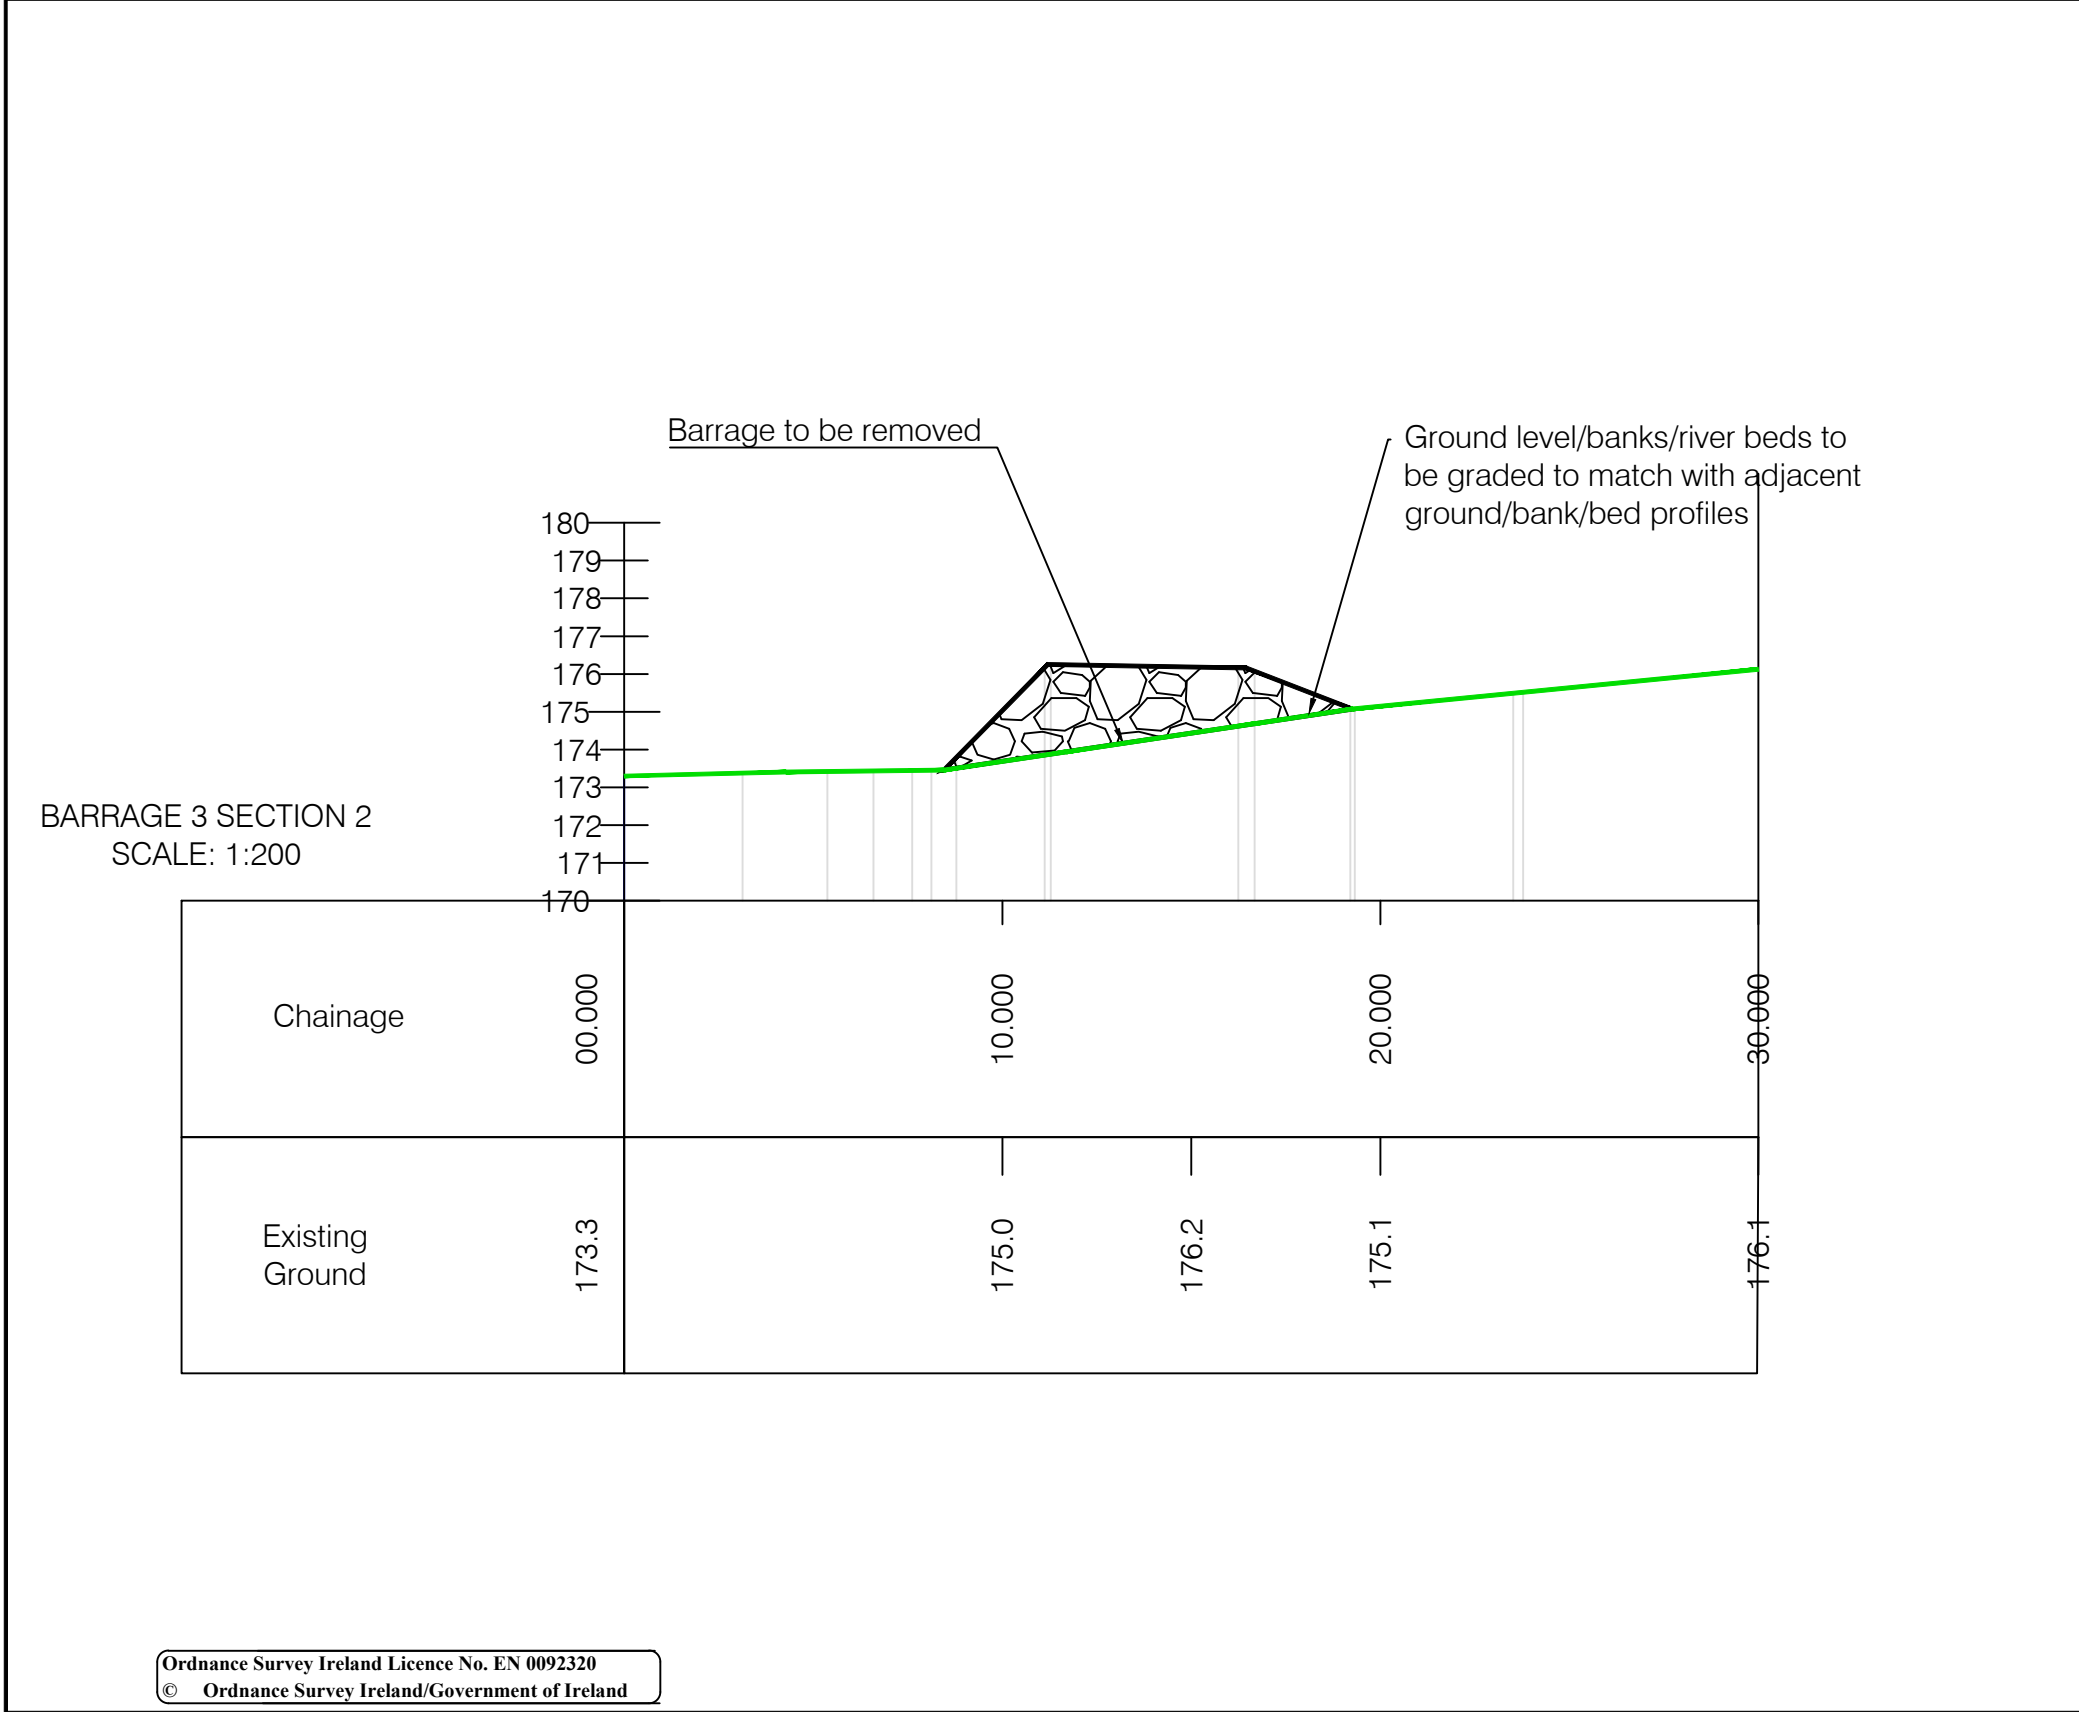 Barrage to be removed
Ground level/banks/river beds to
be graded to match with adjacent
ground/bank/bed profiles
180
179
178
177
176
175
174
173
172
171
170
BARRAGE 3 SECTION 2
SCALE: 1:200
Chainage
00.000
10.000
20.000
30.000
Existing
Ground
173.3
175.0
176.2
175.1
176.1
Ordnance Survey Ireland Licence No. EN 0092320
© Ordnance Survey Ireland/Government of Ireland